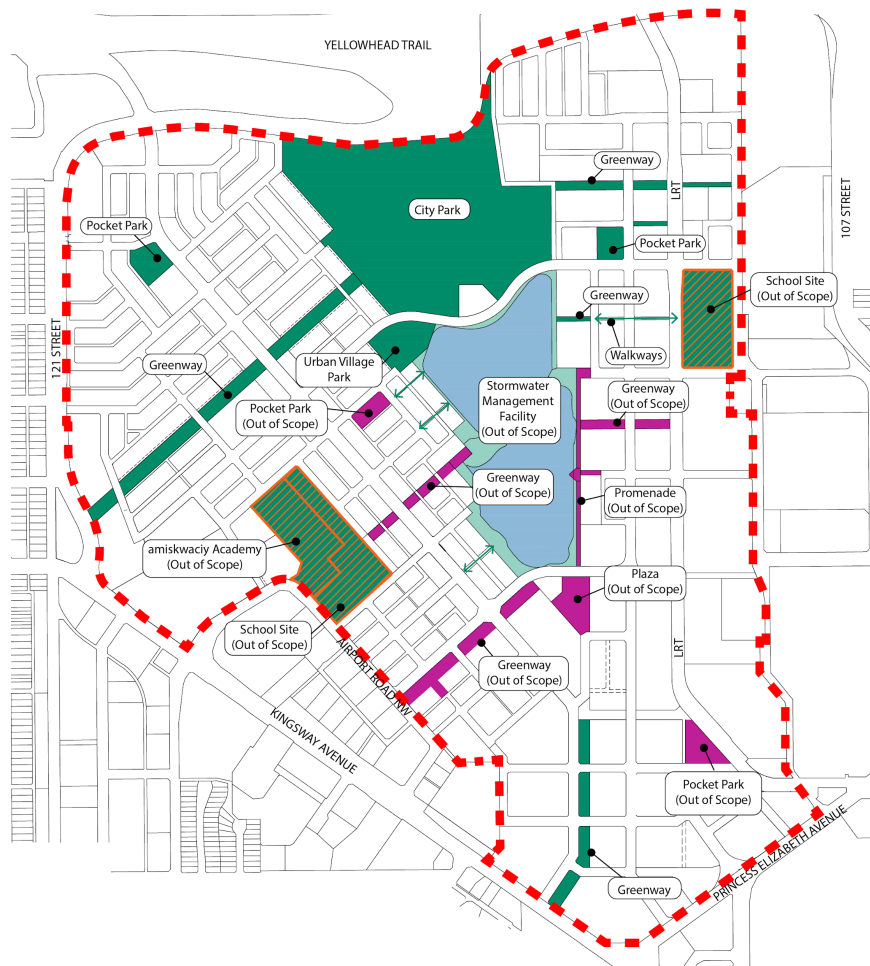 YELLOWHEAD TRAIL
Greenway
LRT
107 STREET
City Park
Pocket Park
Pocket Park
School Site
(Out of Scope)
Greenway
Walkways
121 STREET
Greenway
Urban Village
Park
Stormwater
Management
Facility
(Out of Scope)
Greenway
(Out of Scope)
Pocket Park
(Out of Scope)
Greenway
(Out of Scope)
Promenade
(Out of Scope)
amiskwaciy Academy
(Out of Scope)
Plaza
(Out of Scope)
School Site
(Out of Scope)
LRT
AIRPORT ROAD NW
Greenway
(Out of Scope)
KINGSWAY AVENUE
Pocket Park
(Out of Scope)
PRINCESS ELIZABETH AVENUE
Greenway